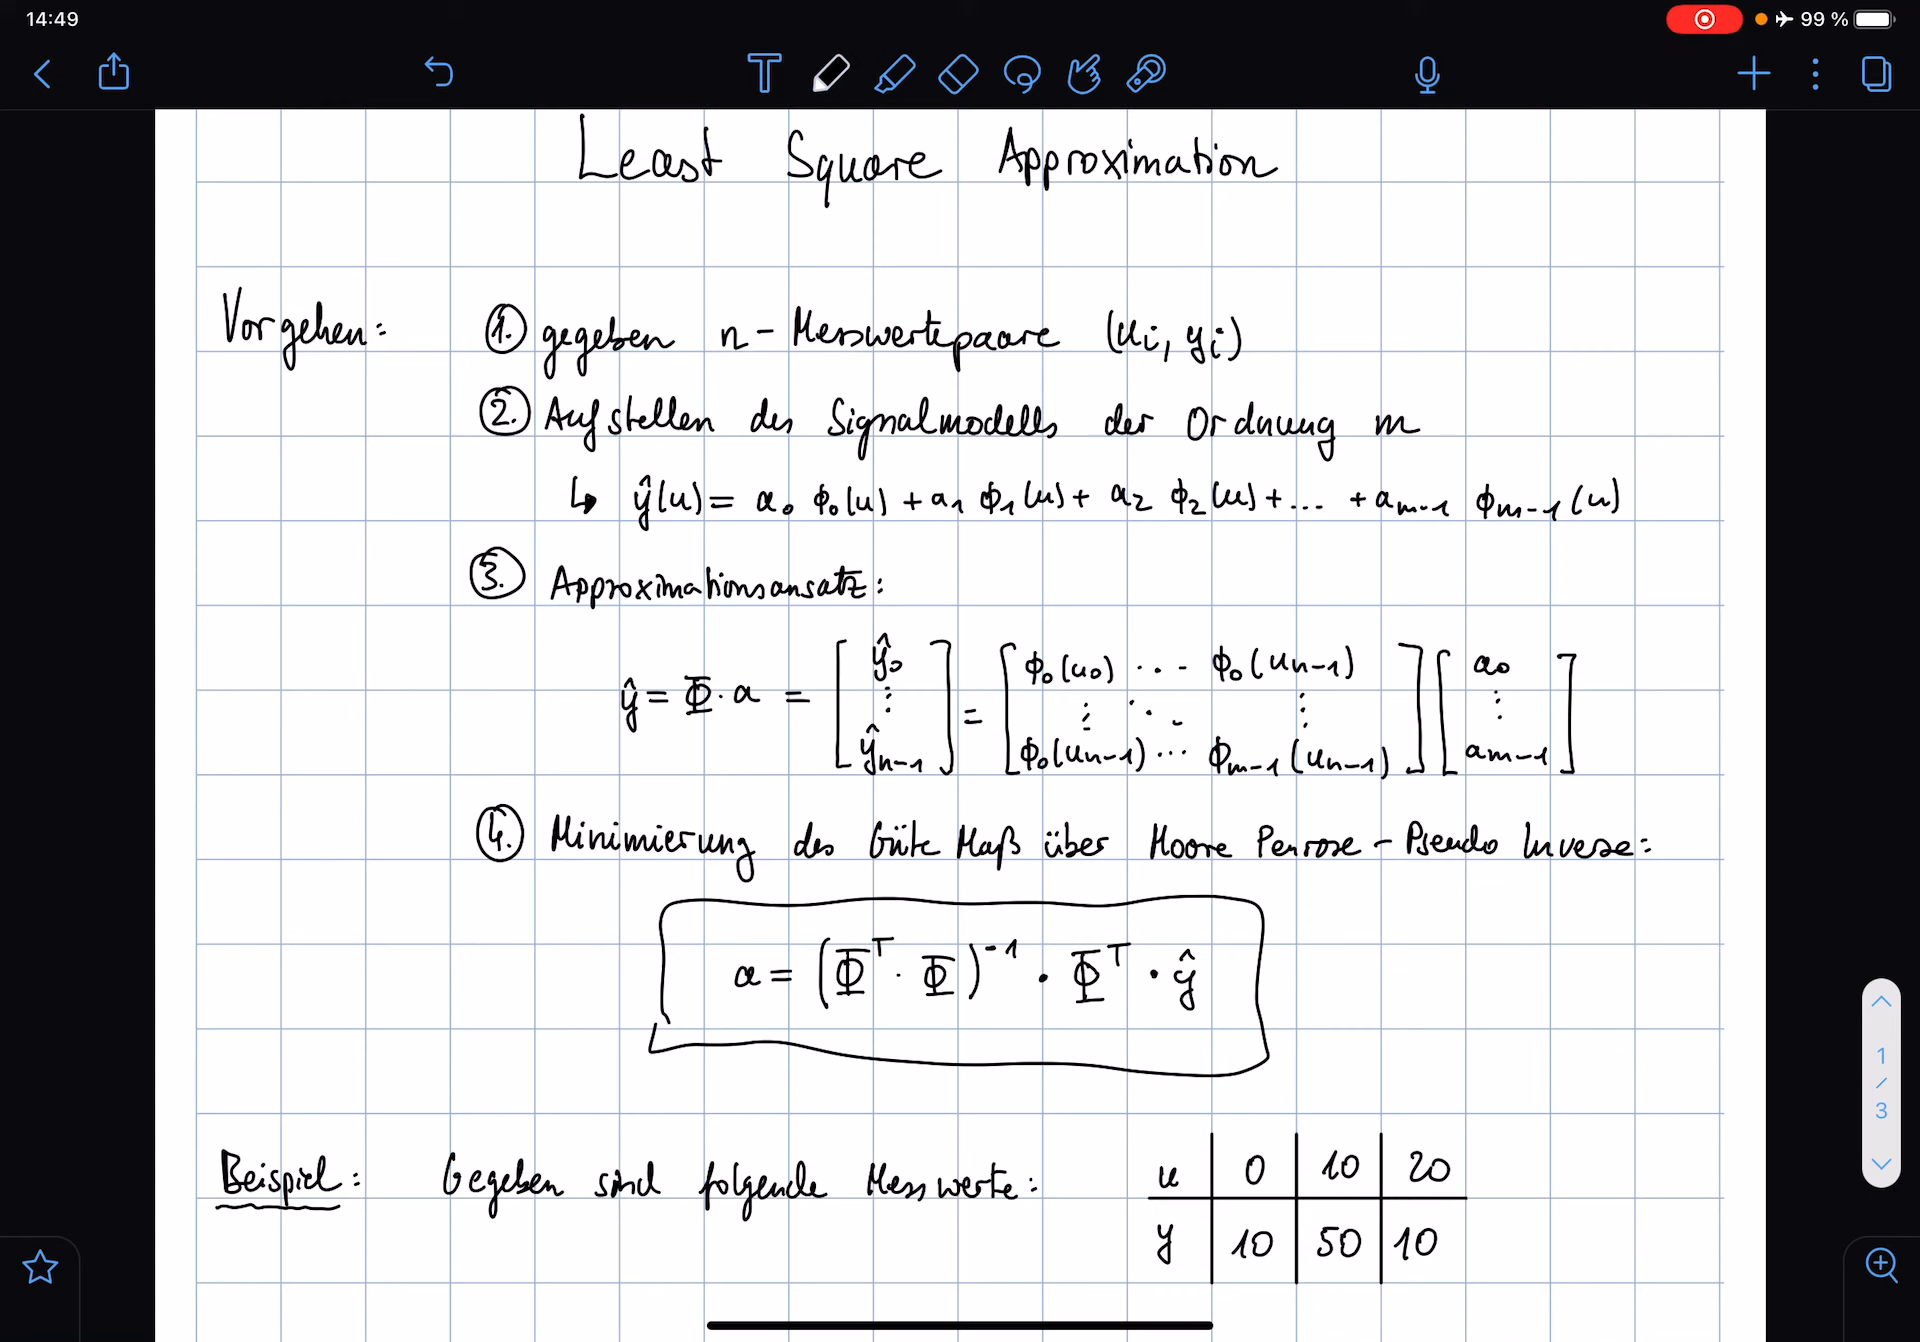 14:49
99 %
Least Square Approximation
Vorgehen: 1. gegeben n - Messwertepaare (ui, yi)
2. Aufstellen des Signalmodells der Ordnung m
↳ ŷ(u) = a₀ ϕ₀(u) + a₁ ϕ₁(u) + a₂ ϕ₂(u) + ... + aₘ₋₁ ϕₘ₋₁(u)
3. Approximationsansatz:
ŷ = Φ · a = [ŷ₀ ⋮ ŷₙ₋₁] = [ϕ₀(u₀) ... ϕ₀(uₙ₋₁) ⋮ ⋱ ⋮ ϕ₀(uₙ₋₁) ... ϕₘ₋₁(uₙ₋₁)] [a₀ ⋮ aₘ₋₁]
4. Minimierung des Güte Maß über Moore Penrose - Pseudo Inverse:
a = (Φᵀ · Φ)⁻¹ · Φᵀ · ŷ
Beispiel: Gegeben sind folgende Messwerte:
u 0 10 20
y 10 50 10
1
/
3